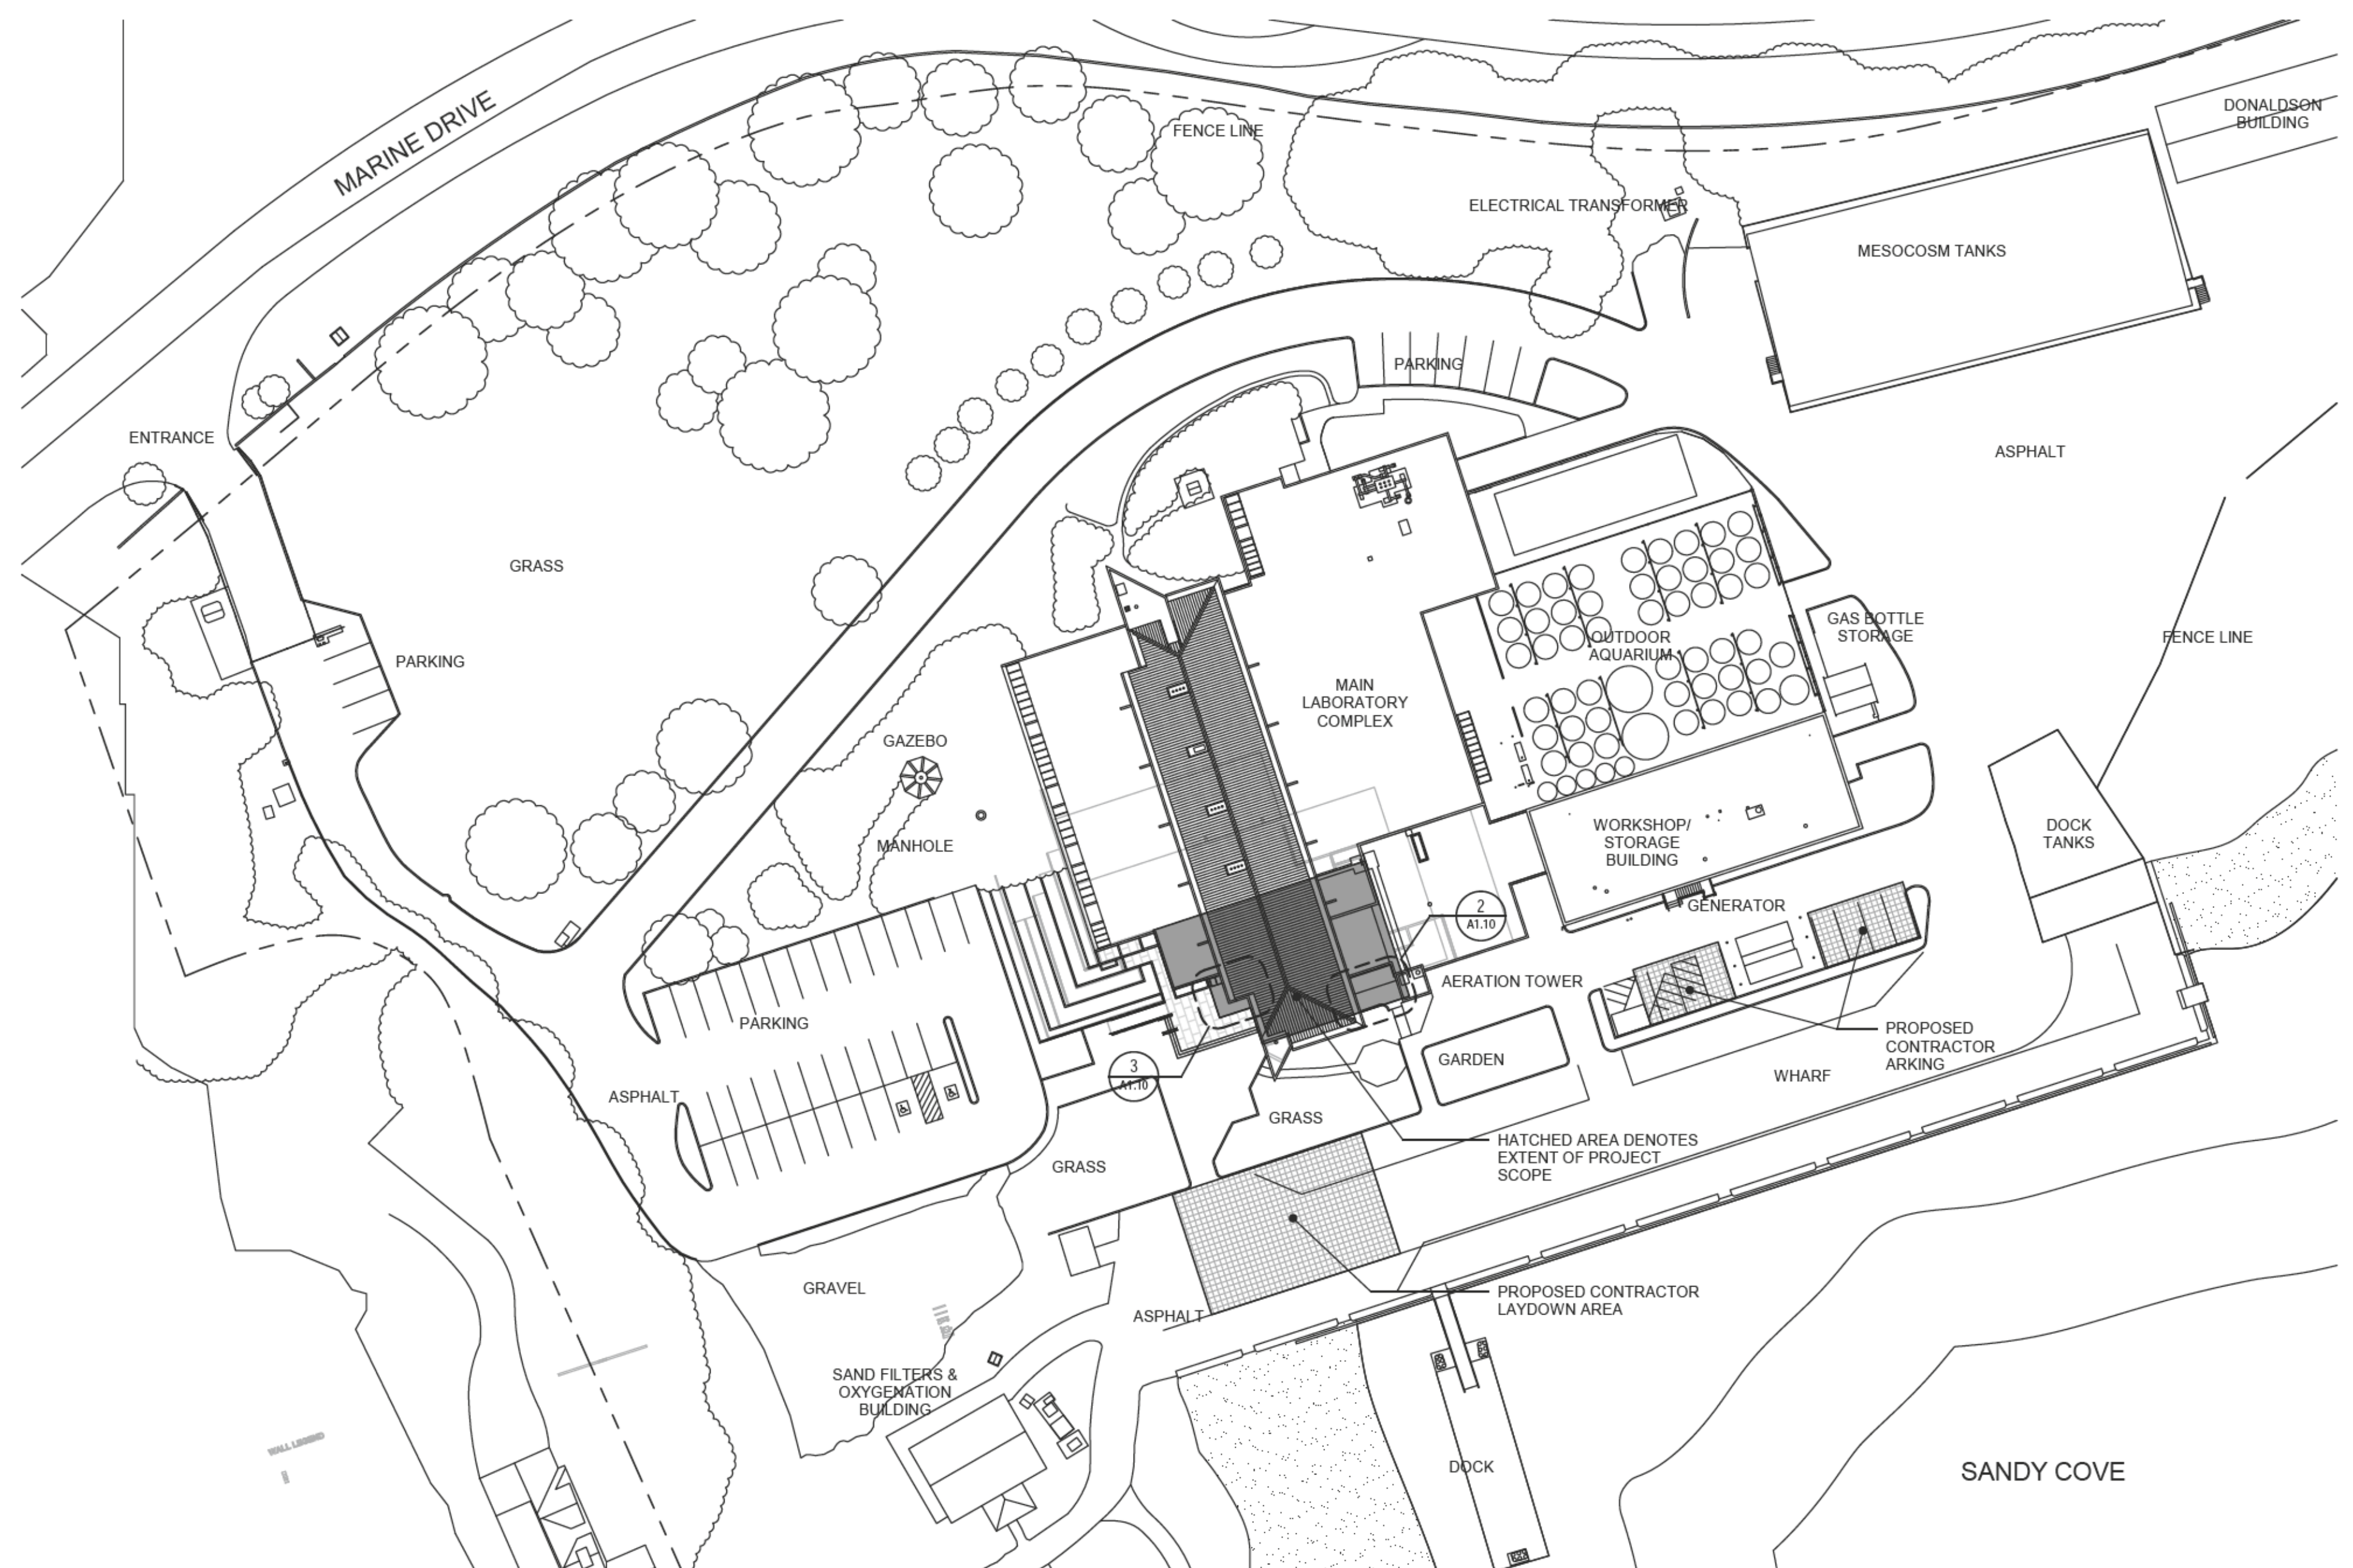 MARINE DRIVE
DONALDSON
BUILDING
FENCE LINE
ELECTRICAL TRANSFORMER
MESOCOSM TANKS
PARKING
ENTRANCE
ASPHALT
GRASS
GAS BOTTLE
STORAGE
OUTDOOR
AQUARIUM
FENCE LINE
PARKING
MAIN
LABORATORY
COMPLEX
GAZEBO
WORKSHOP/
STORAGE
BUILDING
DOCK
TANKS
MANHOLE
2
A1.10
GENERATOR
AERATION TOWER
PARKING
PROPOSED
CONTRACTOR
ARKING
GARDEN
3
A1.10
WHARF
ASPHALT
GRASS
HATCHED AREA DENOTES
EXTENT OF PROJECT
SCOPE
GRASS
GRAVEL
PROPOSED CONTRACTOR
LAYDOWN AREA
ASPHALT
SAND FILTERS &
OXYGENATION
BUILDING
WALL LEGEND
DOCK
SANDY COVE